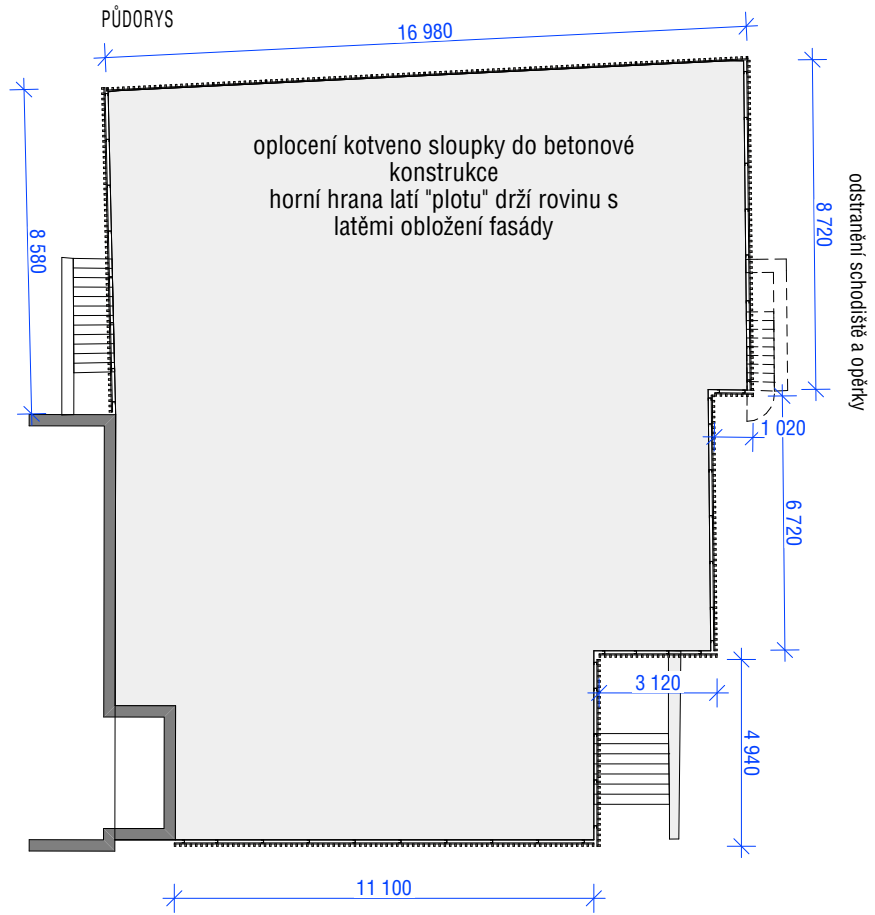 PŮDORYS
16 980
oplocení kotveno sloupky do betonové
konstrukce
horní hrana latí "plotu" drží rovinu s
latěmi obložení fasády
8 580
8 720
odstranění schodiště a opěrky
1 020
6 720
3 120
4 940
11 100